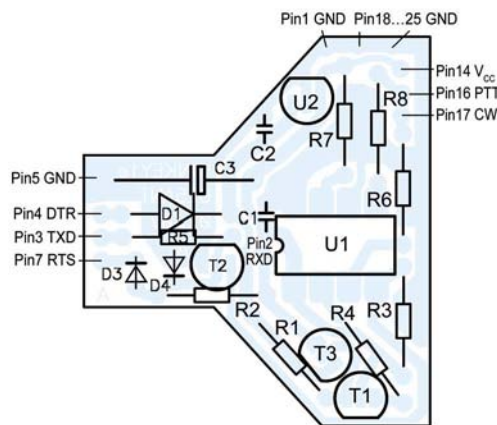 Pin1 GND
Pin18...25 GND
Pin14 Vcc
Pin16 PTT
Pin17 CW
U2
R8
R7
C2
C3
Pin5 GND
R6
Pin4 DTR
D1
C1
Pin3 TXD
R5
Pin2
RXD
U1
Pin7 RTS
T2
D3
D4
R2
R3
R1
R4
T3
T1